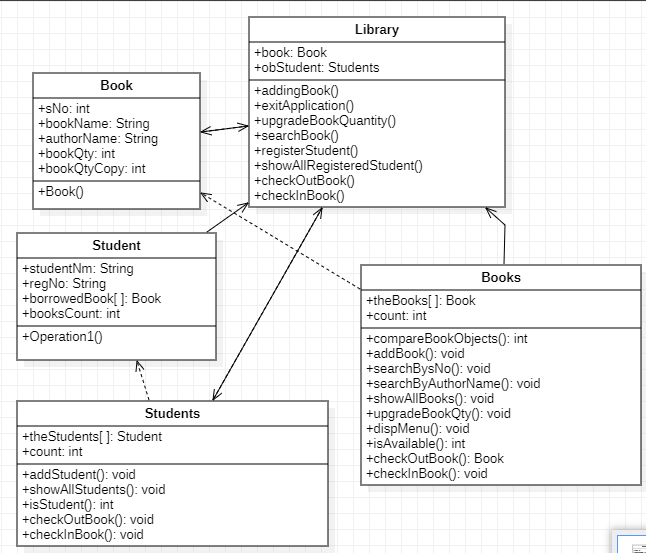 Library
+book: Book
+obStudent: Students
+addingBook()
+exitApplication()
+upgradeBookQuantity()
+searchBook()
+registerStudent()
+showAllRegisteredStudent()
+checkOutBook()
+checkInBook()
Book
+sNo: int
+bookName: String
+authorName: String
+bookQty: int
+bookQtyCopy: int
+Book()
Student
+studentNm: String
+regNo: String
+borrowedBook[ ]: Book
+booksCount: int
+Operation1()
Books
+theBooks[ ]: Book
+count: int
+compareBookObjects(): int
+addBook(): void
+searchBysNo(): void
+searchByAuthorName(): void
+showAllBooks(): void
+upgradeBookQty(): void
+dispMenu(): void
+isAvailable(): int
+checkOutBook(): Book
+checkInBook(): void
Students
+theStudents[ ]: Student
+count: int
+addStudent(): void
+showAllStudents(): void
+isStudent(): int
+checkOutBook(): void
+checkInBook(): void